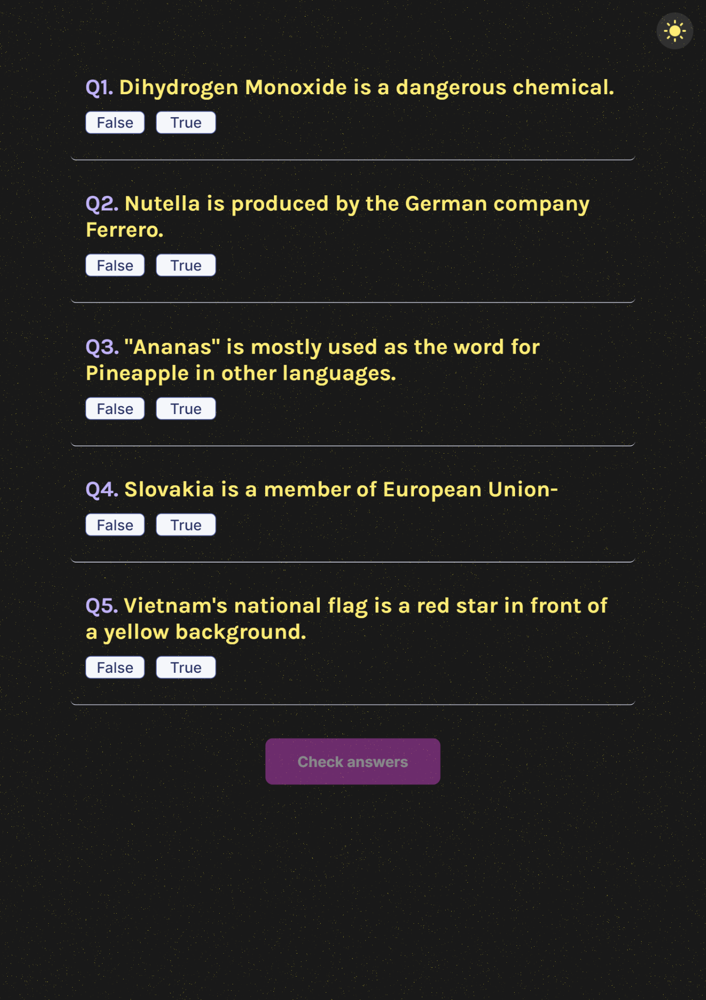 Q1. Dihydrogen Monoxide is a dangerous chemical.
False True
Q2. Nutella is produced by the German company
Ferrero.
False True
Q3. "Ananas" is mostly used as the word for
Pineapple in other languages.
False True
Q4. Slovakia is a member of European Union-
False True
Q5. Vietnam's national flag is a red star in front of
a yellow background.
False True
Check answers